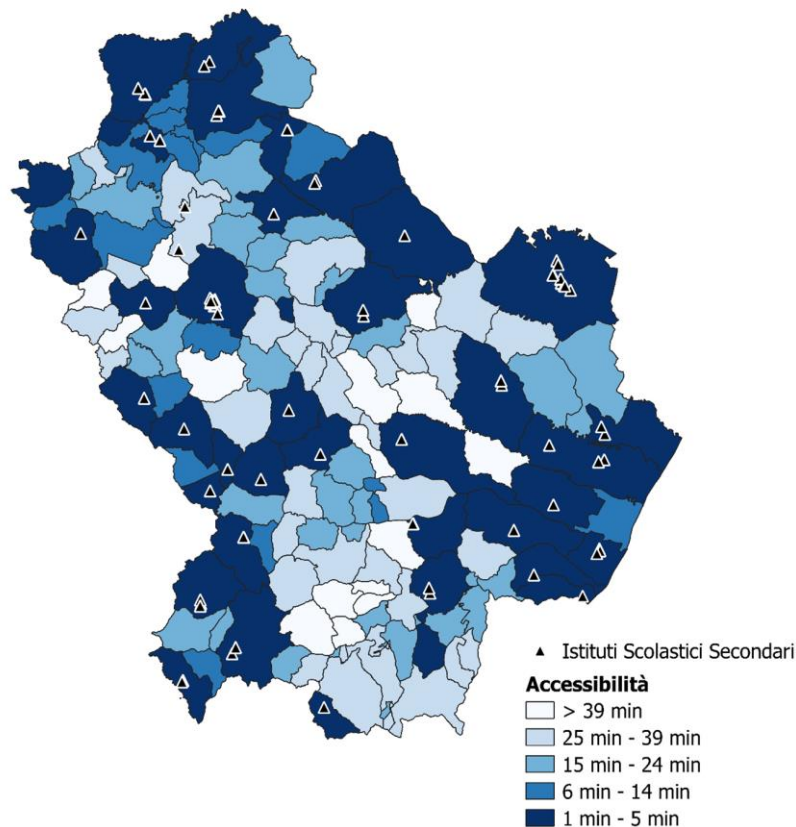 Istituti Scolastici Secondari
Accessibilità
> 39 min
25 min - 39 min
15 min - 24 min
6 min - 14 min
1 min - 5 min